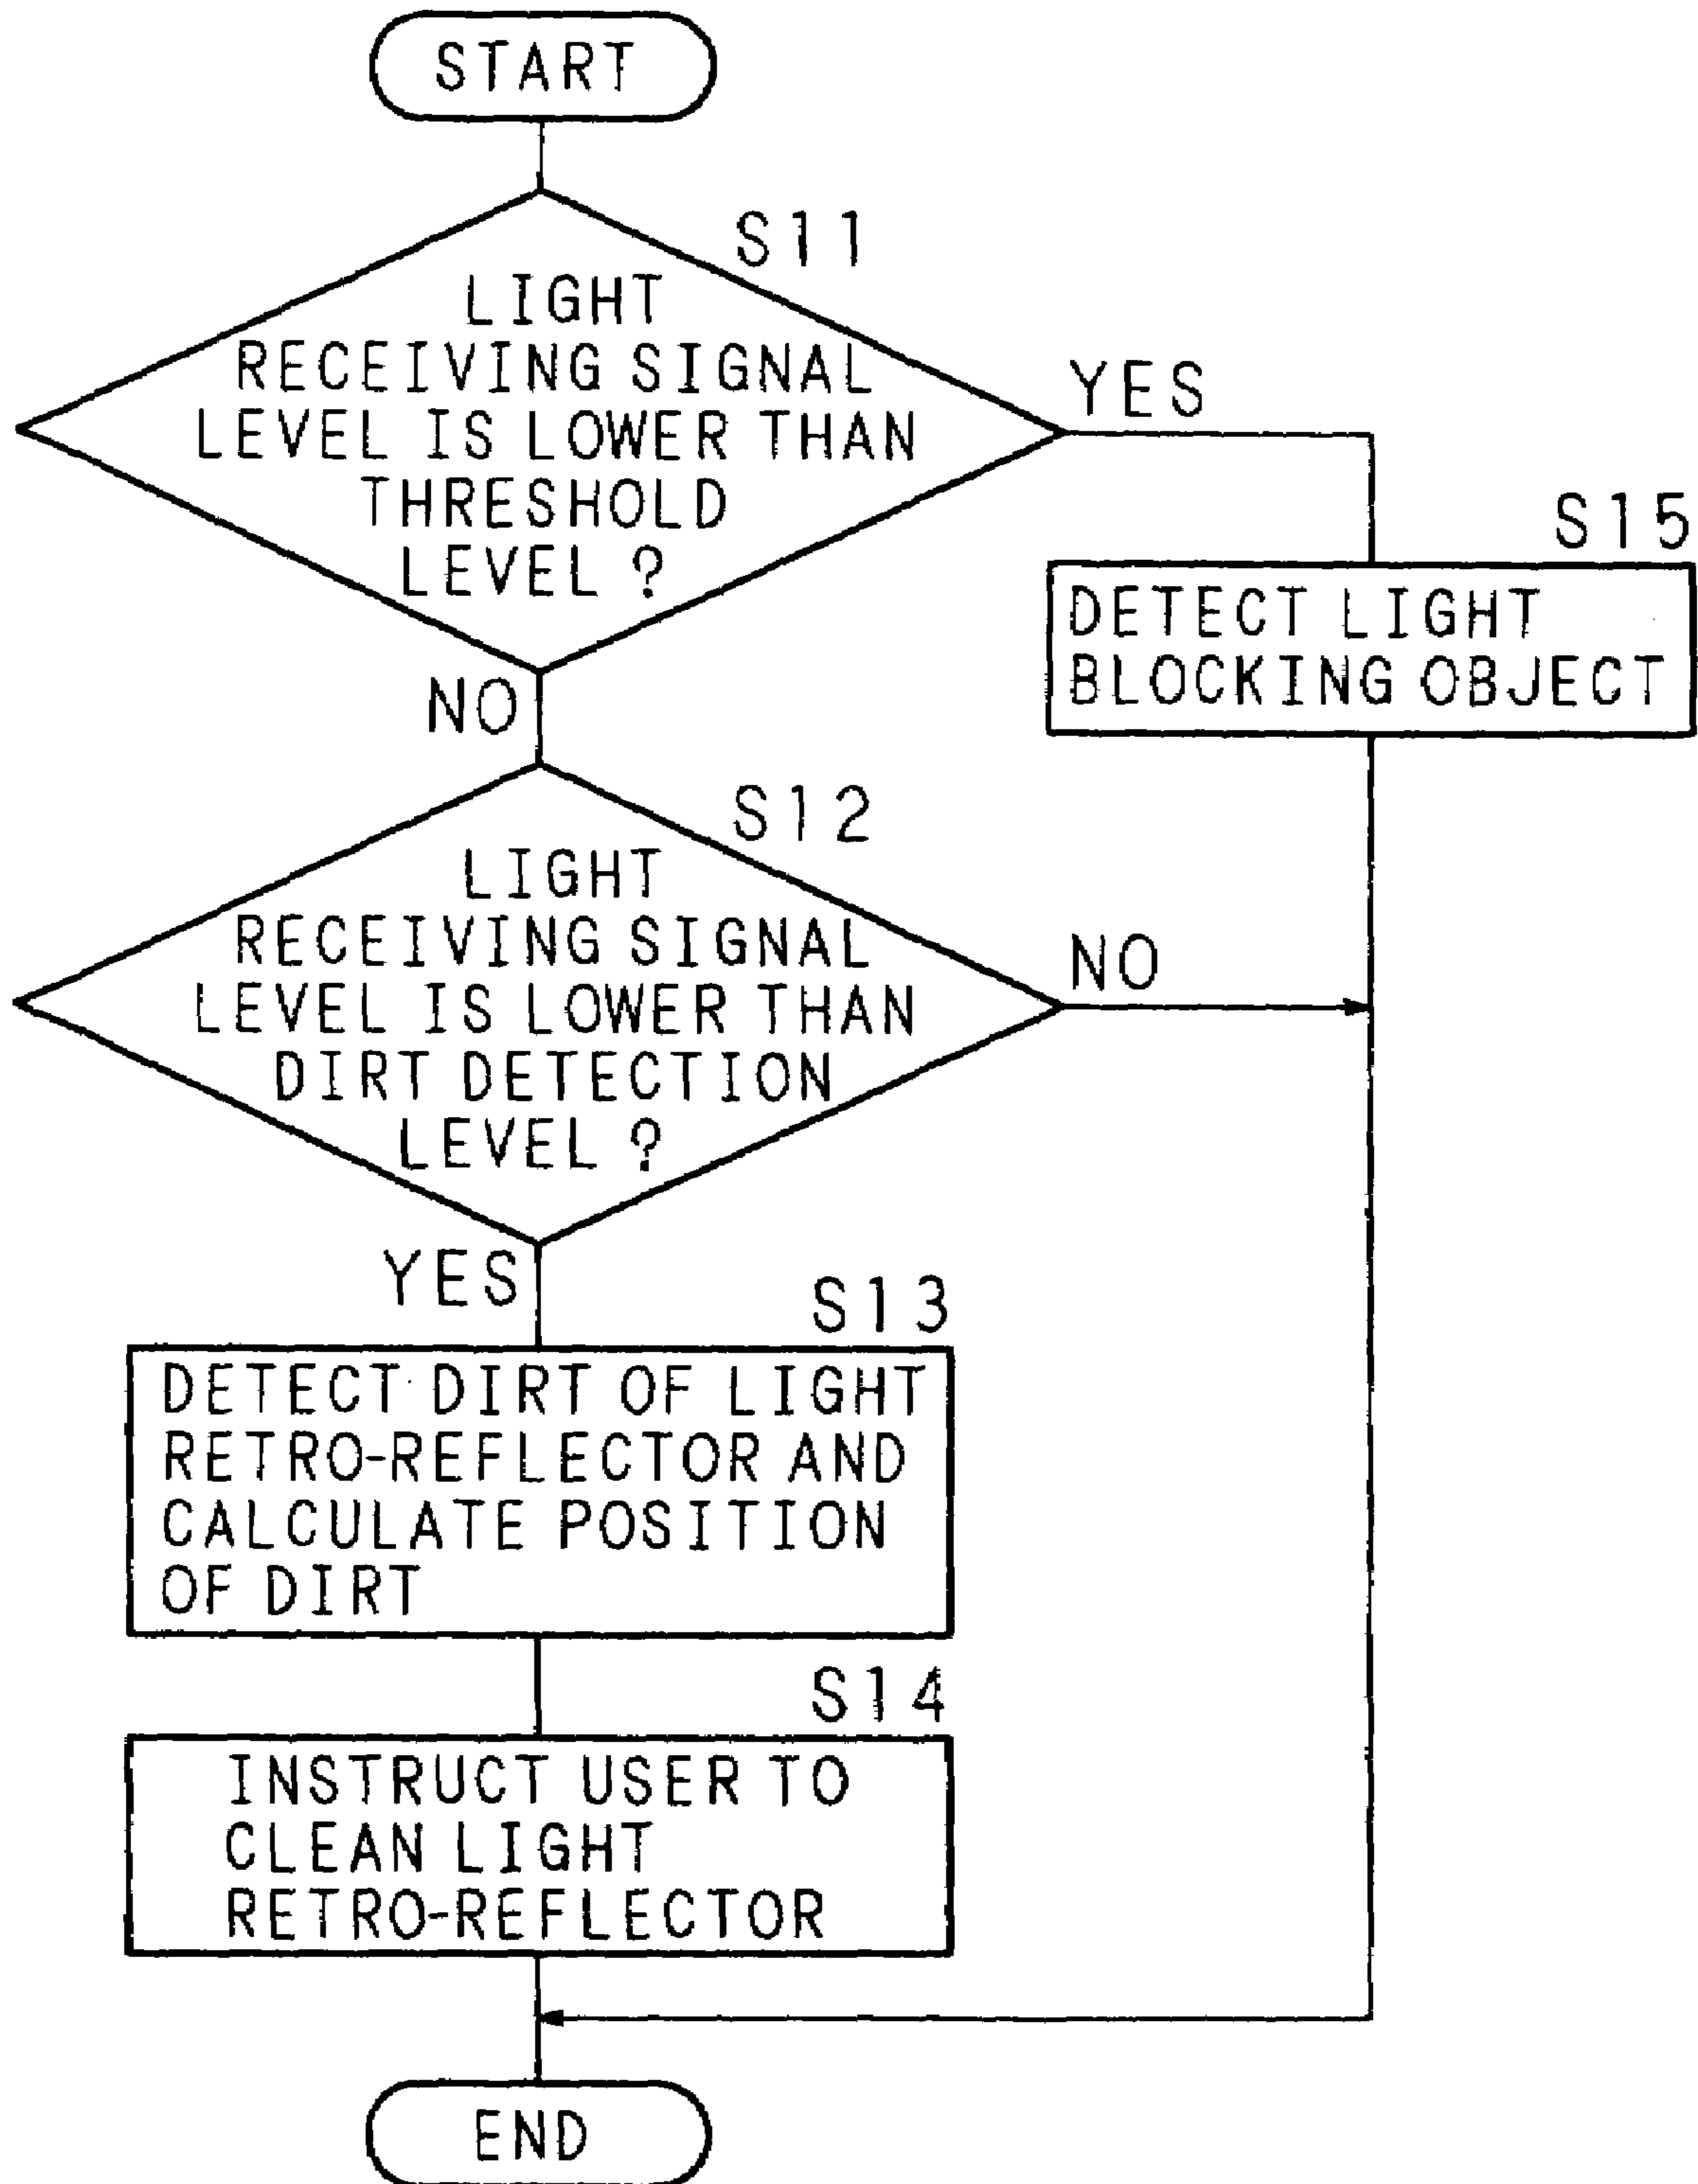 START
S11
LIGHT
RECEIVING SIGNAL
LEVEL IS LOWER THAN
THRESHOLD
LEVEL ?
YES
NO
S15
DETECT LIGHT
BLOCKING OBJECT
S12
LIGHT
RECEIVING SIGNAL
LEVEL IS LOWER THAN
DIRT DETECTION
LEVEL ?
NO
YES
S13
DETECT DIRT OF LIGHT
RETRO-REFLECTOR AND
CALCULATE POSITION
OF DIRT
S14
INSTRUCT USER TO
CLEAN LIGHT
RETRO-REFLECTOR
END